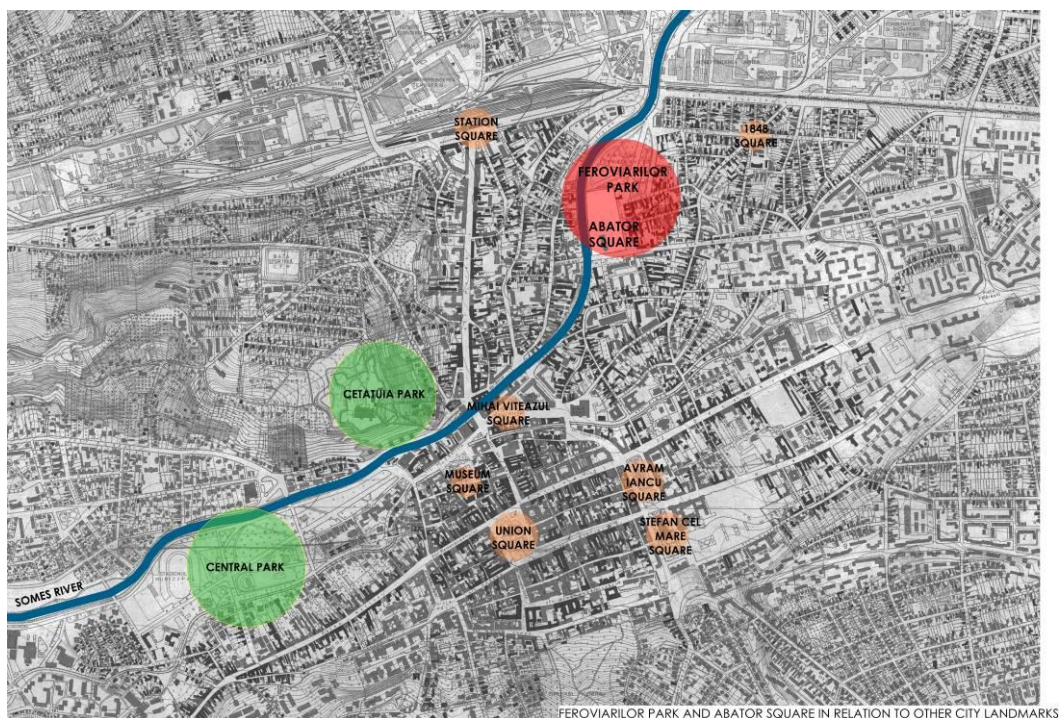 STATION
SQUARE
1848
SQUARE
FEROVIARILOR
PARK
ABATOR
SQUARE
CETATUIA PARK
MIHAI VITEAZUL
SQUARE
MUSEUM
SQUARE
AVRAM
IANCU
SQUARE
UNION
SQUARE
STEFAN CEL
MARE
SQUARE
CENTRAL PARK
SOMES RIVER
FEROVIARILOR PARK AND ABATOR SQUARE IN RELATION TO OTHER CITY LANDMARKS